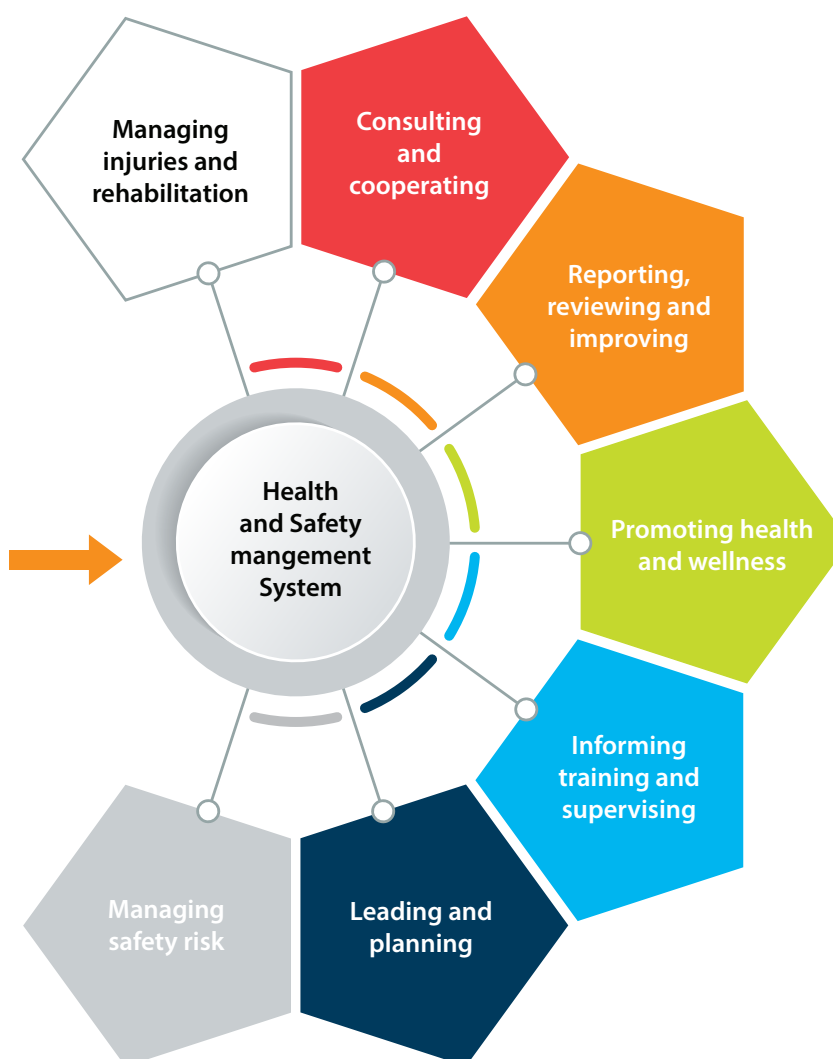 Managing
injuries and
rehabilitation
Consulting
and
cooperating
Reporting,
reviewing and
improving
Health
and Safety
mangement
System
Promoting health
and wellness
Informing
training and
supervising
Managing
safety risk
Leading and
planning